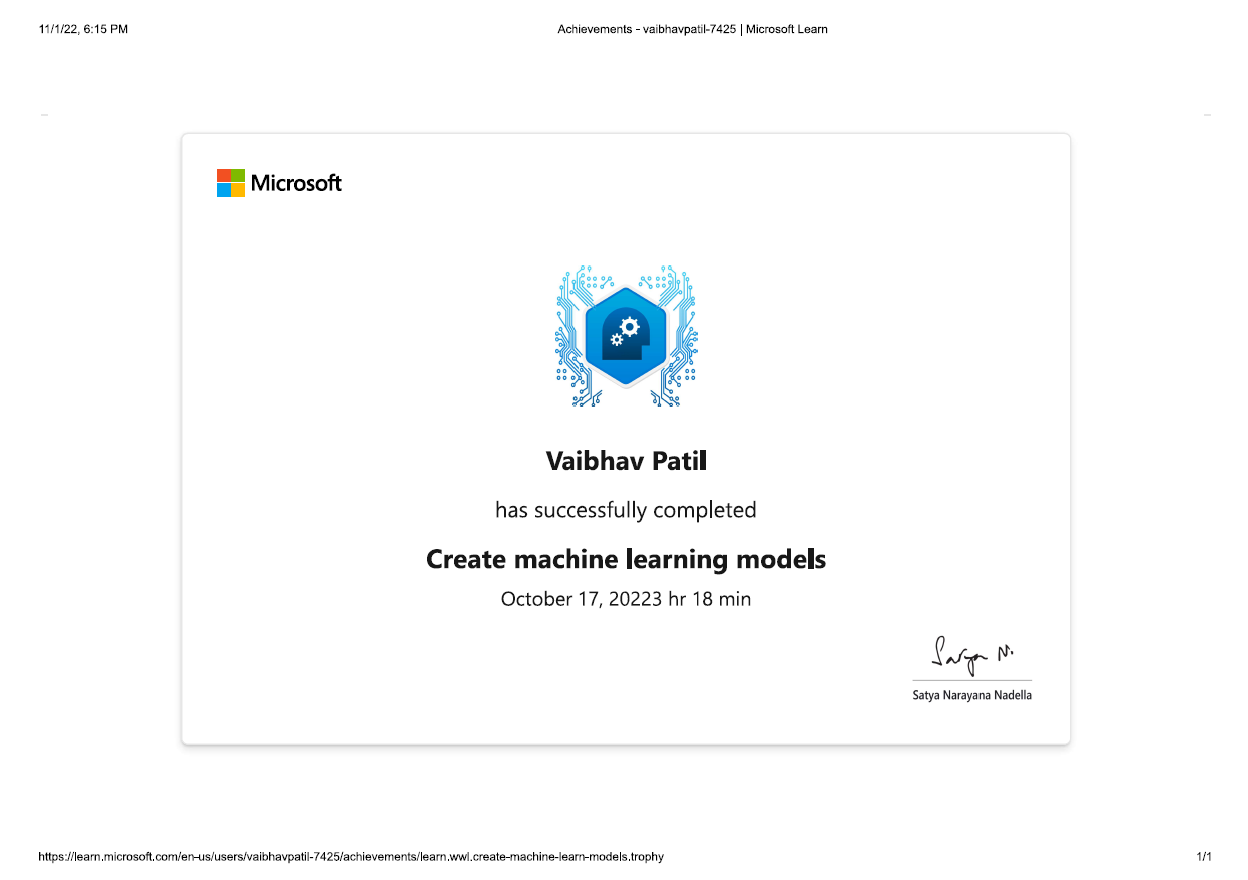 11/1/22, 6:15 PM
Achievements - vaibhavpatil-7425 | Microsoft Learn
Microsoft
Vaibhav Patil
has successfully completed
Create machine learning models
October 17, 20223 hr 18 min
Satya N.
Satya Narayana Nadella
https://learn.microsoft.com/en-us/users/vaibhavpatil-7425/achievements/learn.wwl.create-machine-learn-models.trophy
1/1